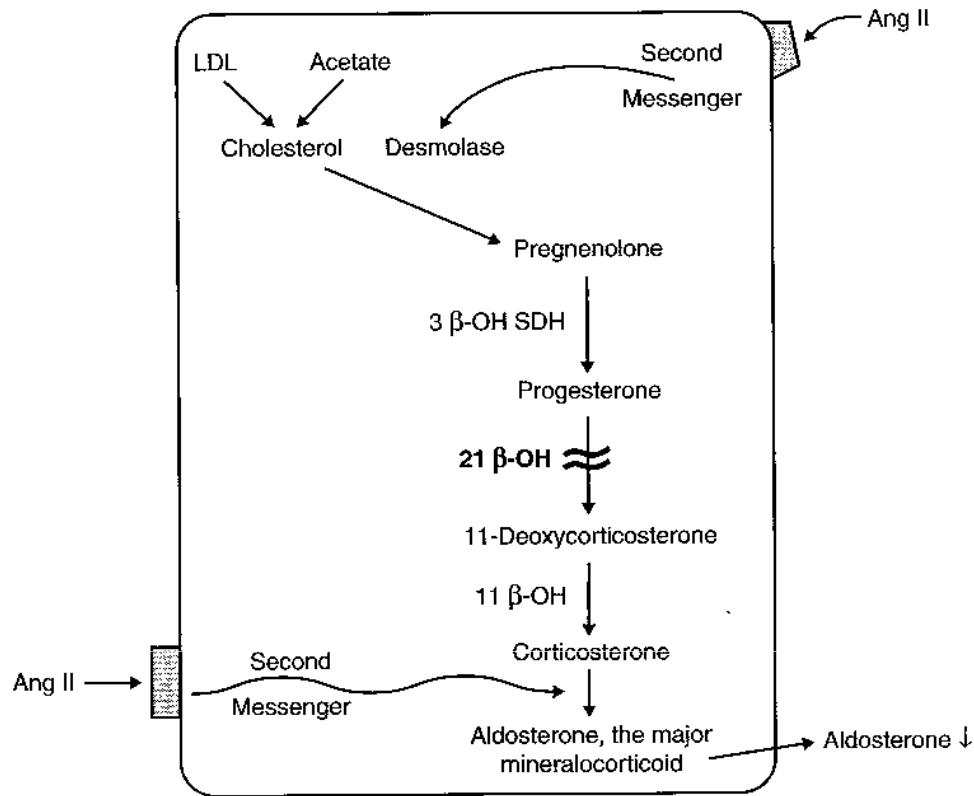 Ang II
LDL
Acetate
Second
Messenger
Cholesterol
Desmolase
Pregnenolone
3 β-OH SDH
Progesterone
21 β-OH
11-Deoxycorticosterone
11 β-OH
Corticosterone
Ang II
Second
Messenger
Aldosterone, the major
mineralocorticoid
Aldosterone ↓